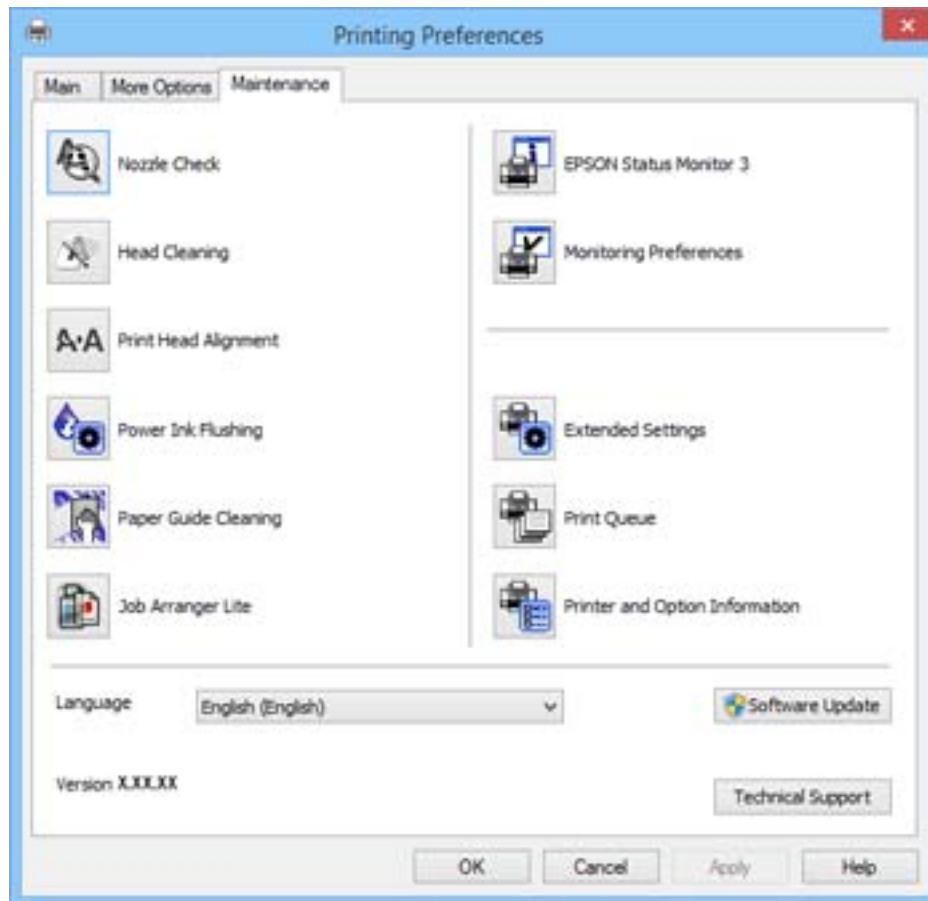 Printing Preferences
Main
More Options
Maintenance
Nozzle Check
Head Cleaning
A·A
Print Head Alignment
Power Ink Flushing
Paper Guide Cleaning
Job Arranger Lite
EPSON Status Monitor 3
Monitoring Preferences
Extended Settings
Print Queue
Printer and Option Information
Language
English (English)
Software Update
Version X.XX.XX
Technical Support
OK
Cancel
Apply
Help